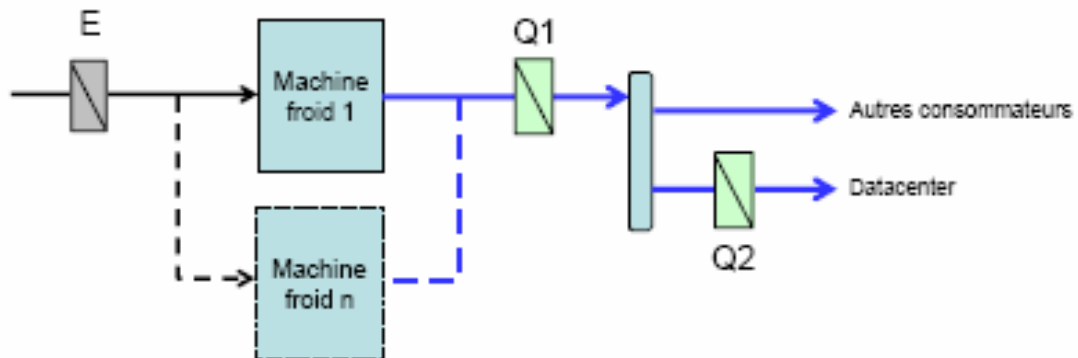 E
Machine
froid 1
Q1
Autres consommateurs
Datacenter
Q2
Machine
froid n